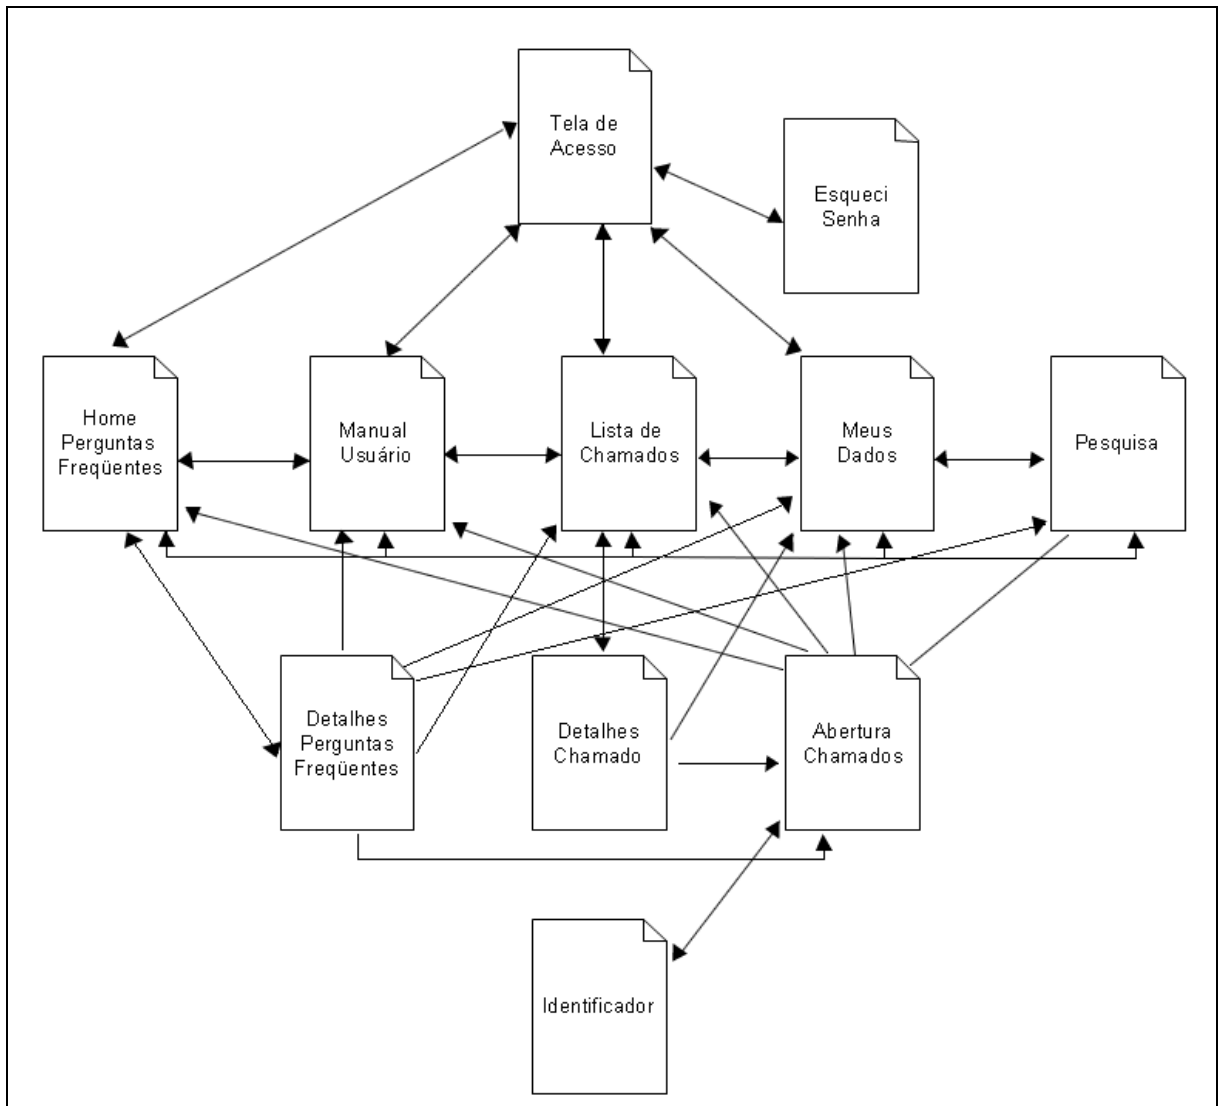 Tela de
Acesso
Esqueci
Senha
Home
Perguntas
Freqüentes
Manual
Usuário
Lista de
Chamados
Meus
Dados
Pesquisa
Detalhes
Perguntas
Freqüentes
Detalhes
Chamado
Abertura
Chamados
Identificador